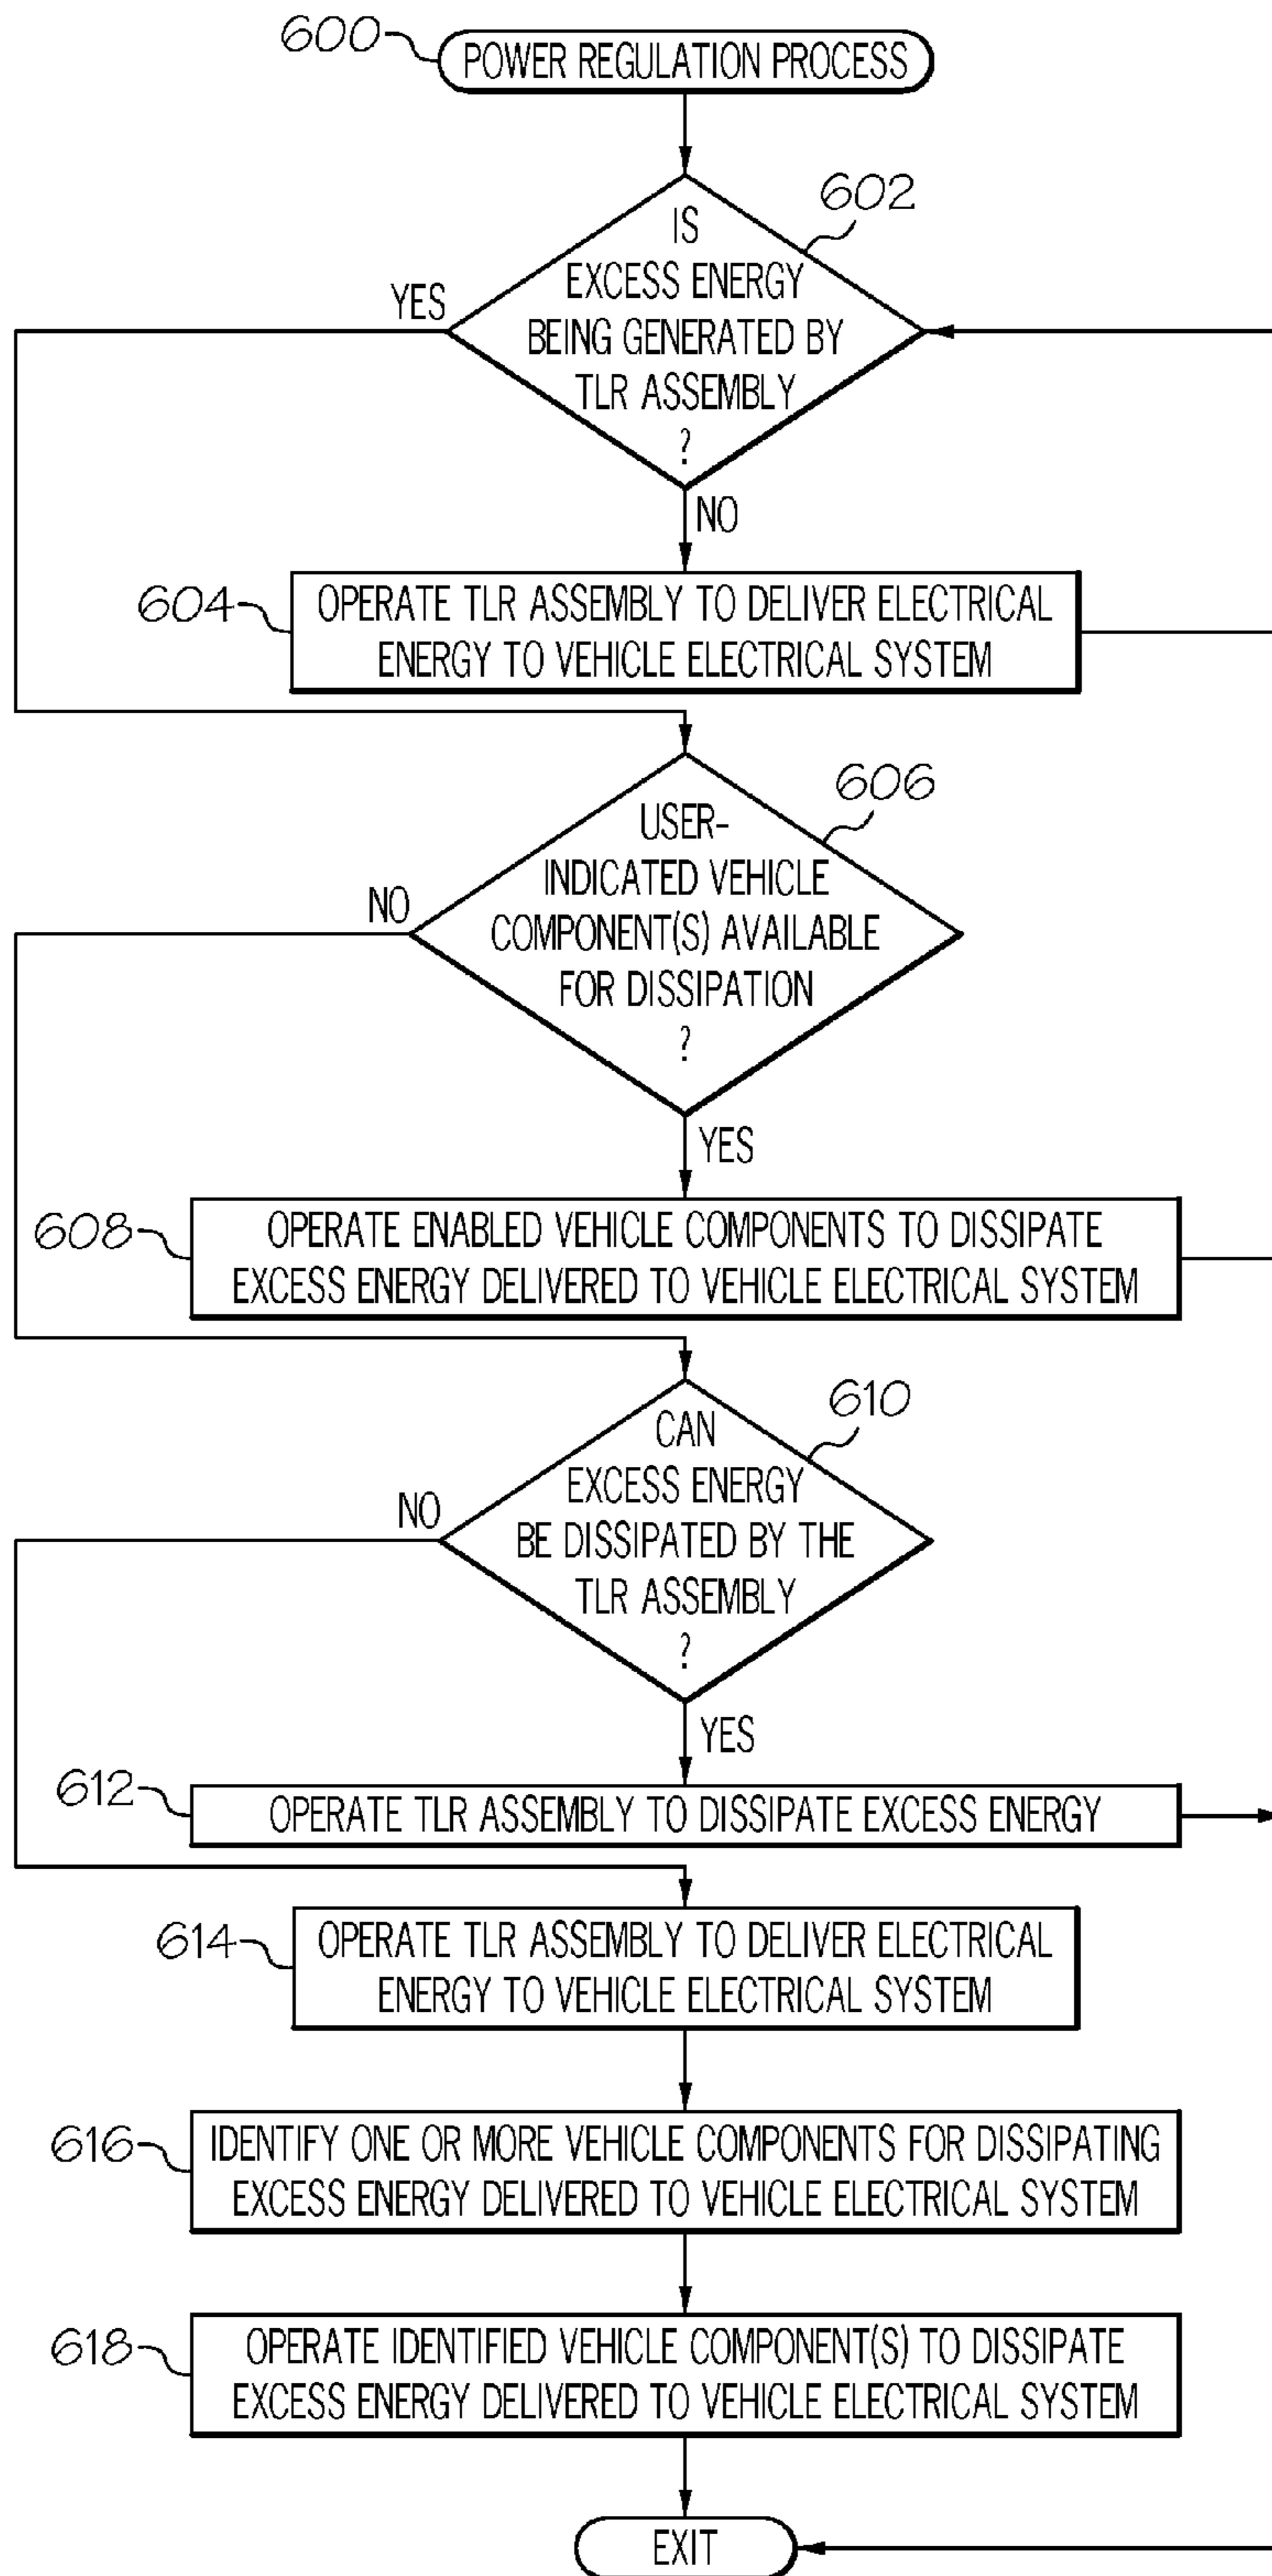 600
POWER REGULATION PROCESS
602
IS
EXCESS ENERGY
BEING GENERATED BY
TLR ASSEMBLY
?
YES
NO
604
OPERATE TLR ASSEMBLY TO DELIVER ELECTRICAL
ENERGY TO VEHICLE ELECTRICAL SYSTEM
606
USER-
INDICATED VEHICLE
COMPONENT(S) AVAILABLE
FOR DISSIPATION
?
NO
YES
608
OPERATE ENABLED VEHICLE COMPONENTS TO DISSIPATE
EXCESS ENERGY DELIVERED TO VEHICLE ELECTRICAL SYSTEM
610
CAN
EXCESS ENERGY
BE DISSIPATED BY THE
TLR ASSEMBLY
?
NO
YES
612
OPERATE TLR ASSEMBLY TO DISSIPATE EXCESS ENERGY
614
OPERATE TLR ASSEMBLY TO DELIVER ELECTRICAL
ENERGY TO VEHICLE ELECTRICAL SYSTEM
616
IDENTIFY ONE OR MORE VEHICLE COMPONENTS FOR DISSIPATING
EXCESS ENERGY DELIVERED TO VEHICLE ELECTRICAL SYSTEM
618
OPERATE IDENTIFIED VEHICLE COMPONENT(S) TO DISSIPATE
EXCESS ENERGY DELIVERED TO VEHICLE ELECTRICAL SYSTEM
EXIT